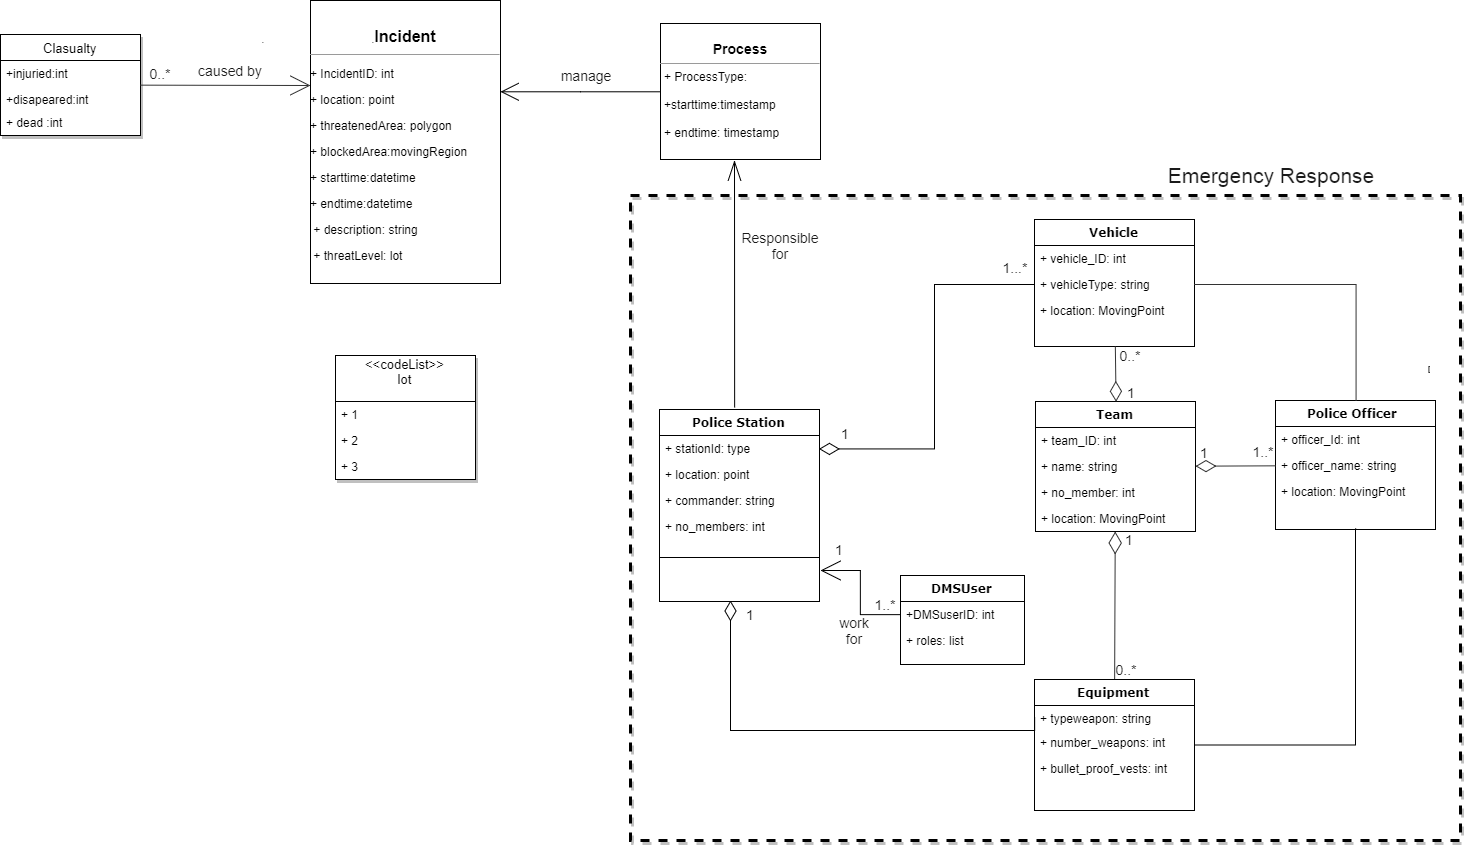 Clasualty
+injuried:int
+disapeared:int
+ dead :int
0..*
caused by
Incident
+ IncidentID: int
+ location: point
+ threatenedArea: polygon
+ blockedArea:movingRegion
+ starttime:datetime
+ endtime:datetime
+ description: string
+ threatLevel: lot
manage
Process
+ ProcessType:
+starttime:timestamp
+ endtime: timestamp
<<codeList>>
lot
+ 1
+ 2
+ 3
Emergency Response
Responsible
for
Vehicle
+ vehicle_ID: int
+ vehicleType: string
+ location: MovingPoint
1...*
0..*
1
Police Station
+ stationId: type
+ location: point
+ commander: string
+ no_members: int
1
Team
+ team_ID: int
+ name: string
+ no_member: int
+ location: MovingPoint
1
1..*
Police Officer
+ officer_Id: int
+ officer_name: string
+ location: MovingPoint
1
1
1..*
work
for
DMSUser
+DMSuserID: int
+ roles: list
1
0..*
Equipment
+ typeweapon: string
+ number_weapons: int
+ bullet_proof_vests: int